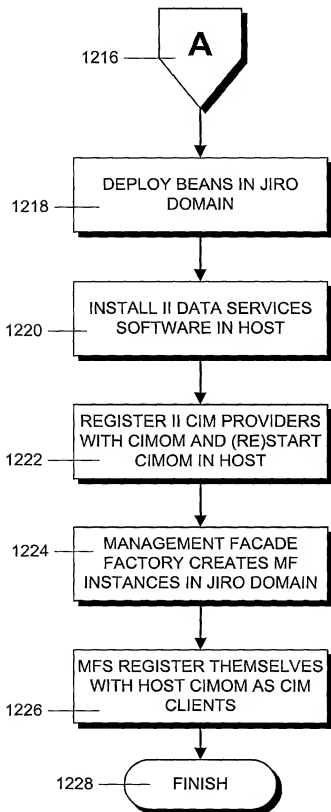 A
1216
DEPLOY BEANS IN JIRO
DOMAIN
1218
INSTALL II DATA SERVICES
SOFTWARE IN HOST
1220
REGISTER II CIM PROVIDERS
WITH CIMOM AND (RE)START
CIMOM IN HOST
1222
MANAGEMENT FACADE
FACTORY CREATES MF
INSTANCES IN JIRO DOMAIN
1224
MFS REGISTER THEMSELVES
WITH HOST CIMOM AS CIM
CLIENTS
1226
FINISH
1228